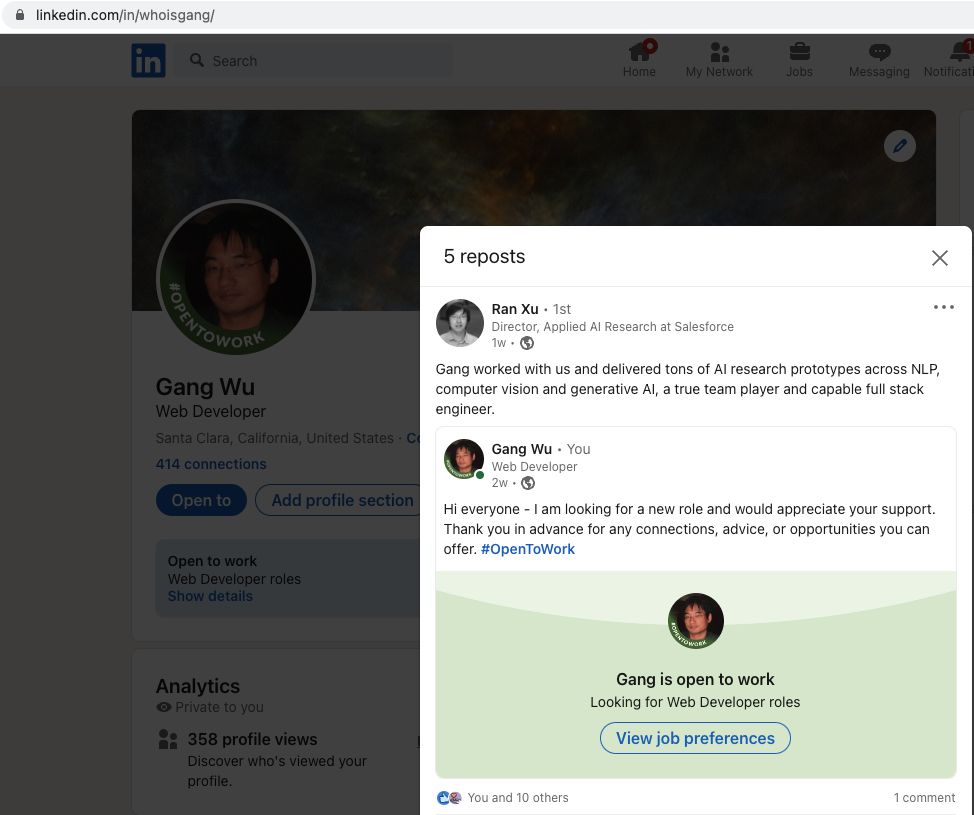 linkedin.com/in/whoisgang/
in
Search
Home
My Network
Jobs
Messaging
1
#OPENTOWORK
5 reposts
Ran Xu • 1st
Director, Applied AI Research at Salesforce
1w •
Gang worked with us and delivered tons of AI research prototypes across NLP,
computer vision and generative AI, a true team player and capable full stack
engineer.
Gang Wu • You
Web Developer
2w •
Hi everyone - I am looking for a new role and would appreciate your support.
Thank you in advance for any connections, advice, or opportunities you can
offer. #OpenToWork
#OPENTOWORK
Gang is open to work
Looking for Web Developer roles
View job preferences
You and 10 others
1 comment
Gang Wu
Web Developer
Santa Clara, California, United States ·
414 connections
Open to
Add profile section
Open to work
Web Developer roles
Show details
Analytics
Private to you
358 profile views
Discover who's viewed your
profile.